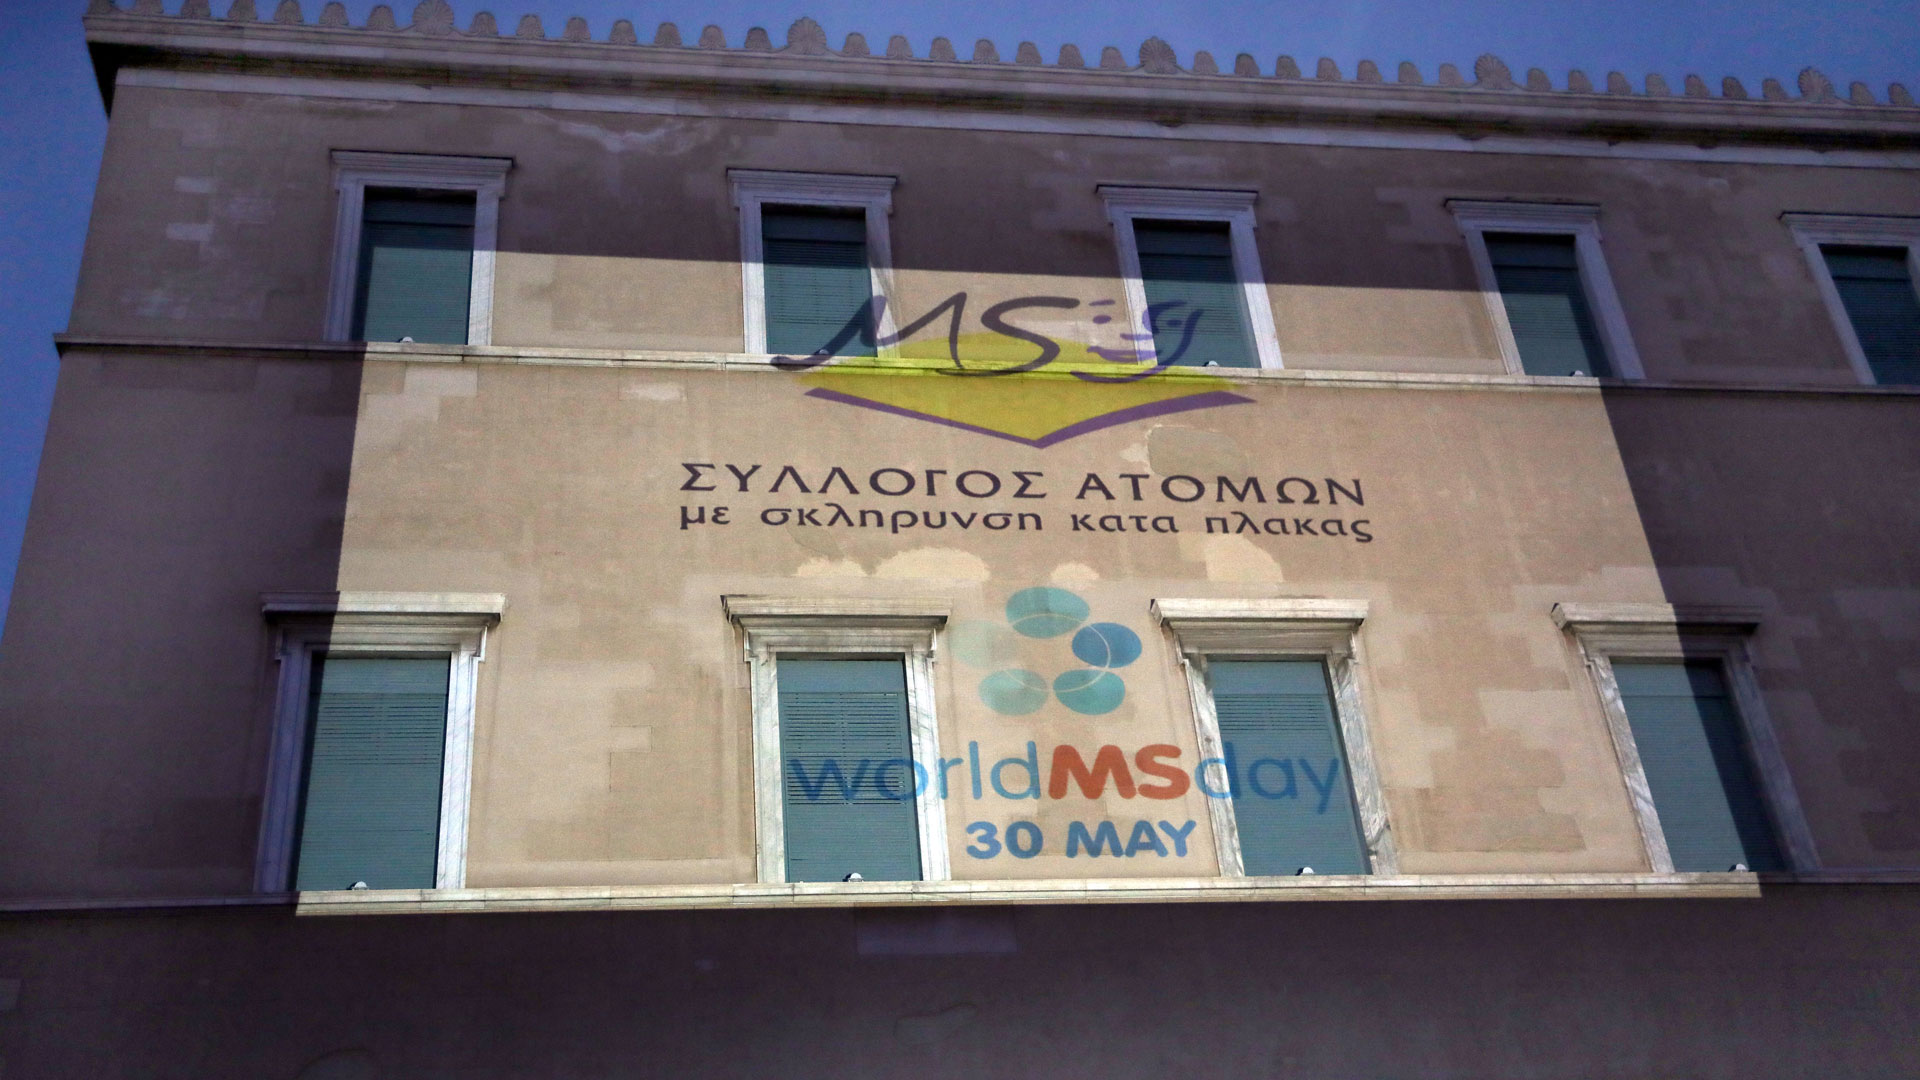 MS
ΣΥΛΛΟΓΟΣ ΑΤΟΜΩΝ
με σκληρυνση κατα πλακας
worldMSday
30 MAY